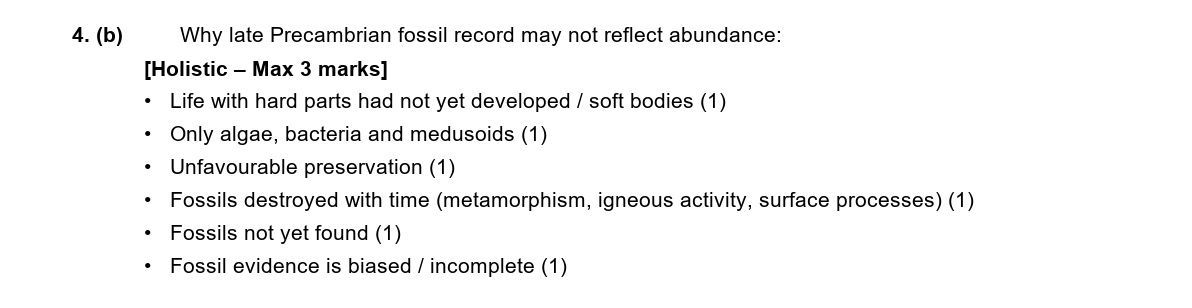 4. (b) Why late Precambrian fossil record may not reflect abundance:
[Holistic – Max 3 marks]
• Life with hard parts had not yet developed / soft bodies (1)
• Only algae, bacteria and medusoids (1)
• Unfavourable preservation (1)
• Fossils destroyed with time (metamorphism, igneous activity, surface processes) (1)
• Fossils not yet found (1)
• Fossil evidence is biased / incomplete (1)